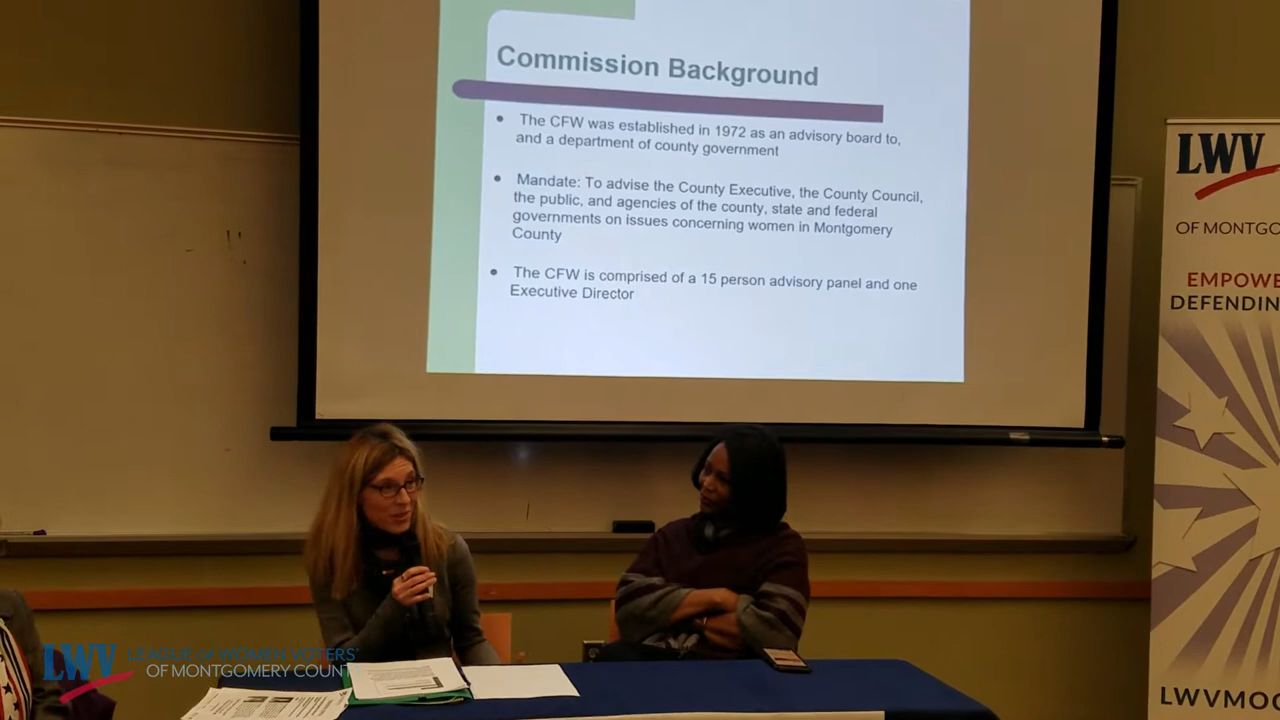 Commission Background
The CFW was established in 1972 as an advisory board to,
and a department of county government
Mandate: To advise the County Executive, the County Council,
the public, and agencies of the county, state and federal
governments on issues concerning women in Montgomery
County
The CFW is comprised of a 15 person advisory panel and one
Executive Director
LWV
OF MONTGO
EMPOWE
DEFENDIN
LWVMOC
LWV LEAGUE OF WOMEN VOTERS
OF MONTGOMERY COUNT